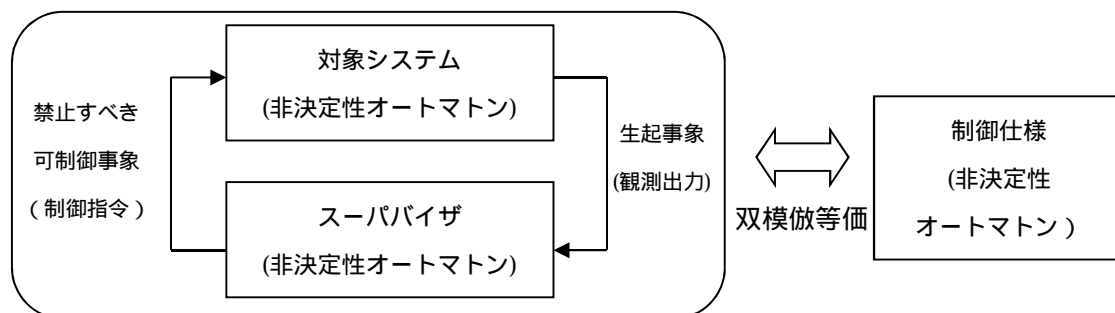 対象システム
(非決定性オートマトン)
禁止すべき
可制御事象
（制御指令）
生起事象
(観測出力)
スーパバイザ
(非決定性オートマトン)
双模倣等価
制御仕様
(非決定性
オートマトン）